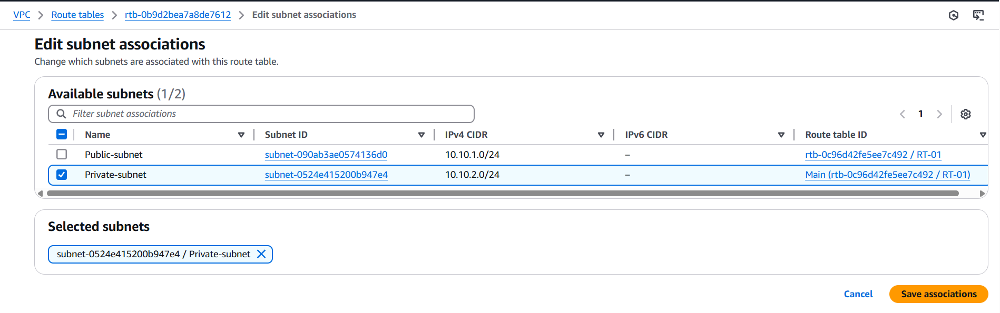 VPC > Route tables > rtb-0b9d2bea7a8de7612 > Edit subnet associations
Edit subnet associations
Change which subnets are associated with this route table.
Available subnets (1/2)
Filter subnet associations
1
Name Subnet ID IPv4 CIDR IPv6 CIDR Route table ID
Public-subnet subnet-090ab3ae0574136d0 10.10.1.0/24 – rtb-0c96d42fe5ee7c492 / RT-01
Private-subnet subnet-0524e415200b947e4 10.10.2.0/24 – Main (rtb-0c96d42fe5ee7c492 / RT-01)
Selected subnets
subnet-0524e415200b947e4 / Private-subnet
Cancel Save associations